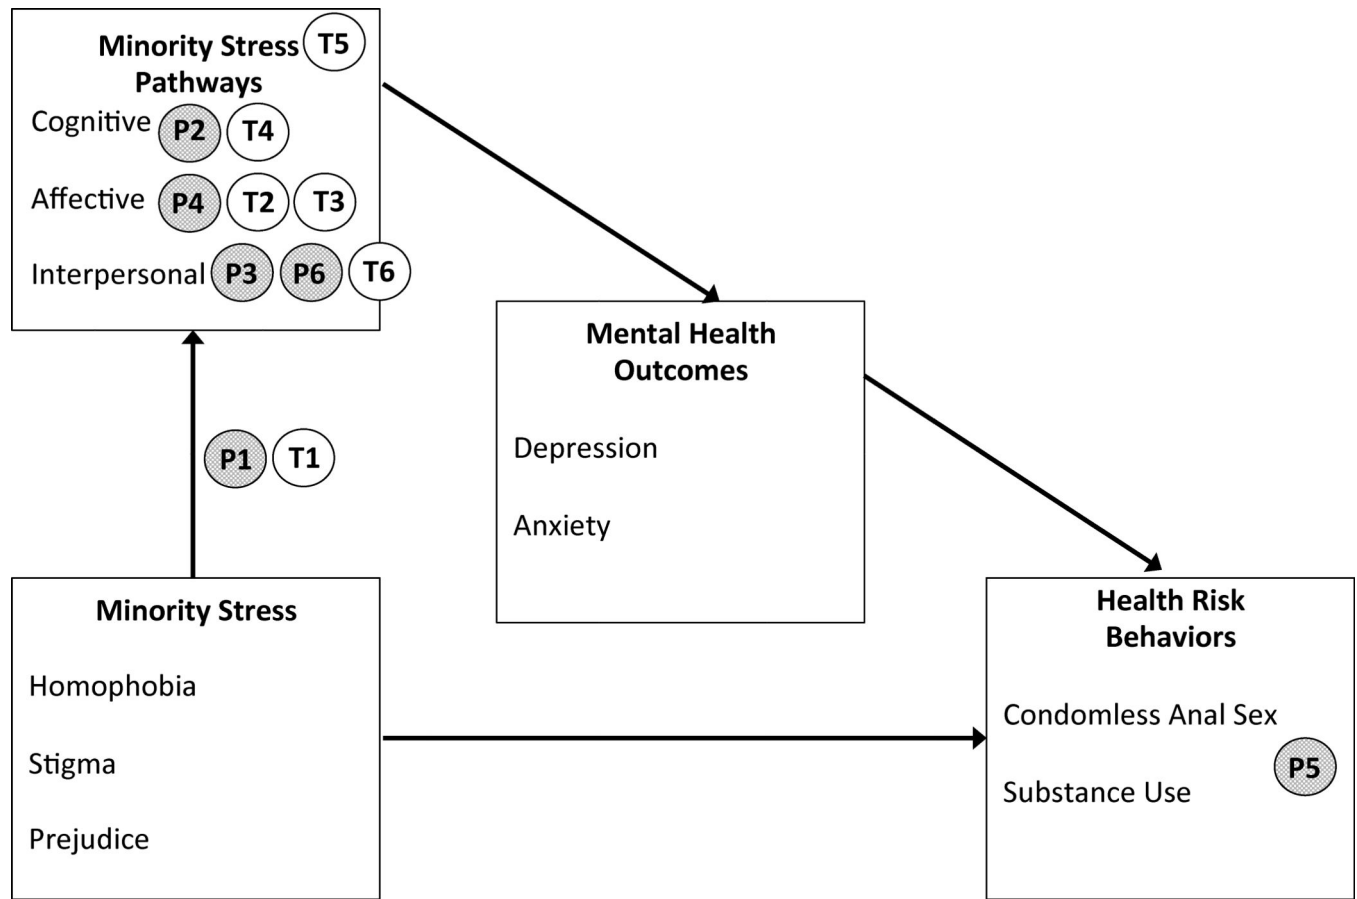 Minority Stress T5
Pathways
Cognitive P2 T4
Affective P4 T2 T3
Interpersonal P3 P6 T6
Mental Health
Outcomes
Depression
Anxiety
P1 T1
Minority Stress
Homophobia
Stigma
Prejudice
Health Risk
Behaviors
Condomless Anal Sex
P5
Substance Use